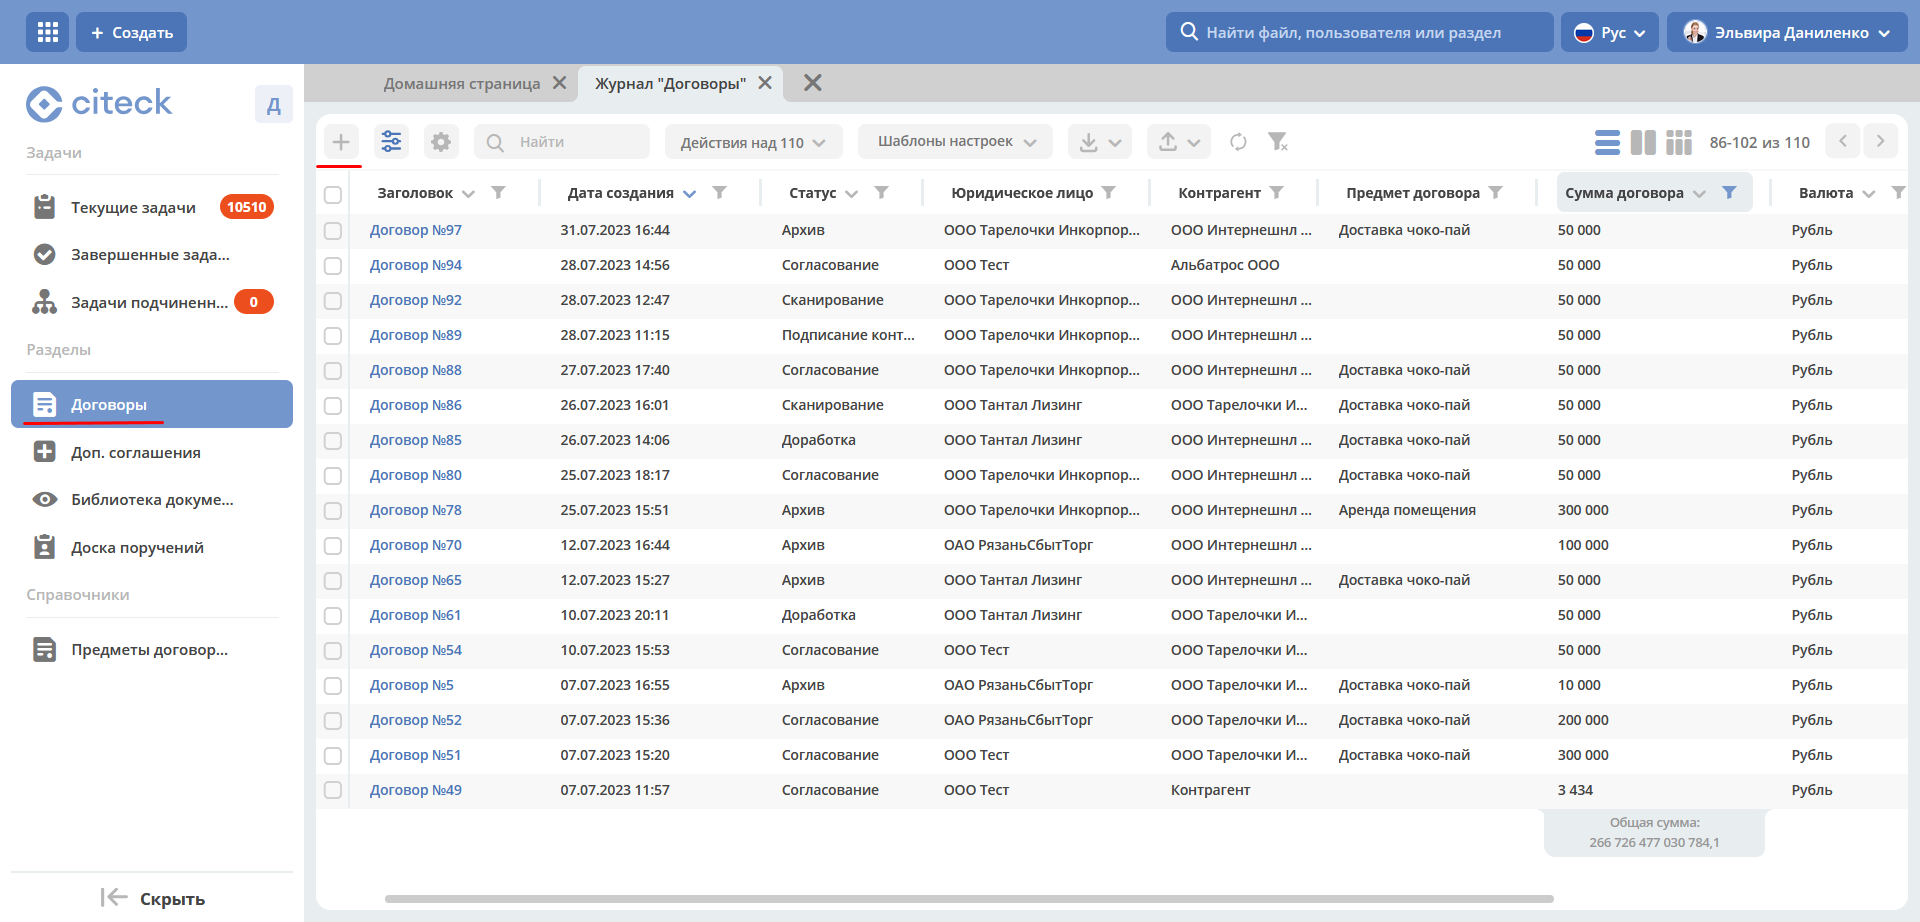 + Создать
Найти файл, пользователя или раздел
Рус
Эльвира Даниленко
citeck
Д
Задачи
Текущие задачи 10510
Завершенные зада...
Задачи подчиненн... 0
Разделы
Договоры
Доп. соглашения
Библиотека докуме...
Доска поручений
Справочники
Предметы договор...
Скрыть
Домашняя страница
Журнал "Договоры"
Найти
Действия над 110
Шаблоны настроек
86-102 из 110
Заголовок Дата создания Статус Юридическое лицо Контрагент Предмет договора Сумма договора Валюта
Договор №97 31.07.2023 16:44 Архив ООО Тарелочки Инкорпор... ООО Интернешнл ... Доставка чоко-пай 50 000 Рубль
Договор №94 28.07.2023 14:56 Согласование ООО Тест Альбатрос ООО 50 000 Рубль
Договор №92 28.07.2023 12:47 Сканирование ООО Тарелочки Инкорпор... ООО Интернешнл ... 50 000 Рубль
Договор №89 28.07.2023 11:15 Подписание конт... ООО Тарелочки Инкорпор... ООО Интернешнл ... 50 000 Рубль
Договор №88 27.07.2023 17:40 Согласование ООО Тарелочки Инкорпор... ООО Интернешнл ... Доставка чоко-пай 50 000 Рубль
Договор №86 26.07.2023 16:01 Сканирование ООО Тантал Лизинг ООО Тарелочки И... Доставка чоко-пай 50 000 Рубль
Договор №85 26.07.2023 14:06 Доработка ООО Тантал Лизинг ООО Интернешнл ... Доставка чоко-пай 50 000 Рубль
Договор №80 25.07.2023 18:17 Согласование ООО Тарелочки Инкорпор... ООО Интернешнл ... Доставка чоко-пай 50 000 Рубль
Договор №78 25.07.2023 15:51 Архив ООО Тарелочки Инкорпор... ООО Интернешнл ... Аренда помещения 300 000 Рубль
Договор №70 12.07.2023 16:44 Архив ОАО РязаньСбытТорг ООО Интернешнл ... 100 000 Рубль
Договор №65 12.07.2023 15:27 Архив ООО Тантал Лизинг ООО Интернешнл ... Доставка чоко-пай 50 000 Рубль
Договор №61 10.07.2023 20:11 Доработка ООО Тантал Лизинг ООО Тарелочки И... 50 000 Рубль
Договор №54 10.07.2023 15:53 Согласование ООО Тест ООО Тарелочки И... 50 000 Рубль
Договор №5 07.07.2023 16:55 Архив ОАО РязаньСбытТорг ООО Тарелочки И... Доставка чоко-пай 10 000 Рубль
Договор №52 07.07.2023 15:36 Согласование ОАО РязаньСбытТорг ООО Тарелочки И... Доставка чоко-пай 200 000 Рубль
Договор №51 07.07.2023 15:20 Согласование ООО Тест ООО Тарелочки И... Доставка чоко-пай 300 000 Рубль
Договор №49 07.07.2023 11:57 Согласование ООО Тест Контрагент 3 434 Рубль
Общая сумма:
266 726 477 030 784,1